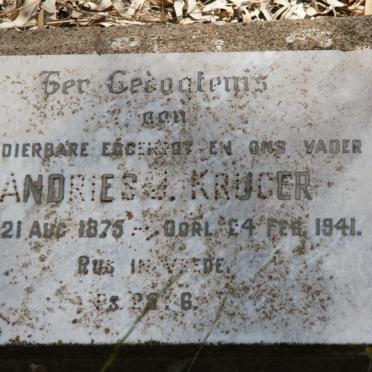 Ter Gedagtenis
aan
DIERBARE EGGENOOT EN ONS VADER
ANDRIES J. KRUGER
21 AUG 1875 - OORL 24 FEB 1941.
RUS IN VREDE.
PS. 6